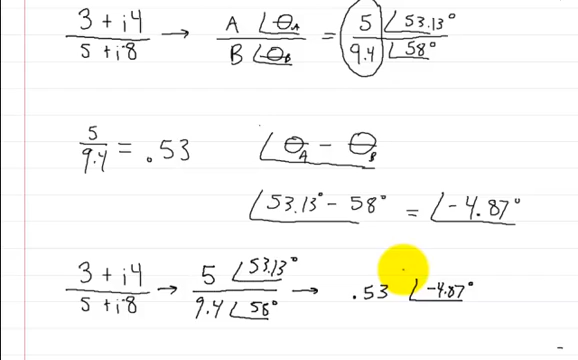 3 + i4 / 5 + i8 → A ∠θA / B ∠θB = 5 ∠53.13° / 9.4 ∠58°
5 / 9.4 = .53 ∠θA − θB
∠53.13° − 58° = ∠−4.87°
3 + i4 / 5 + i8 → 5 ∠53.13° / 9.4 ∠58° → .53 ∠−4.87°